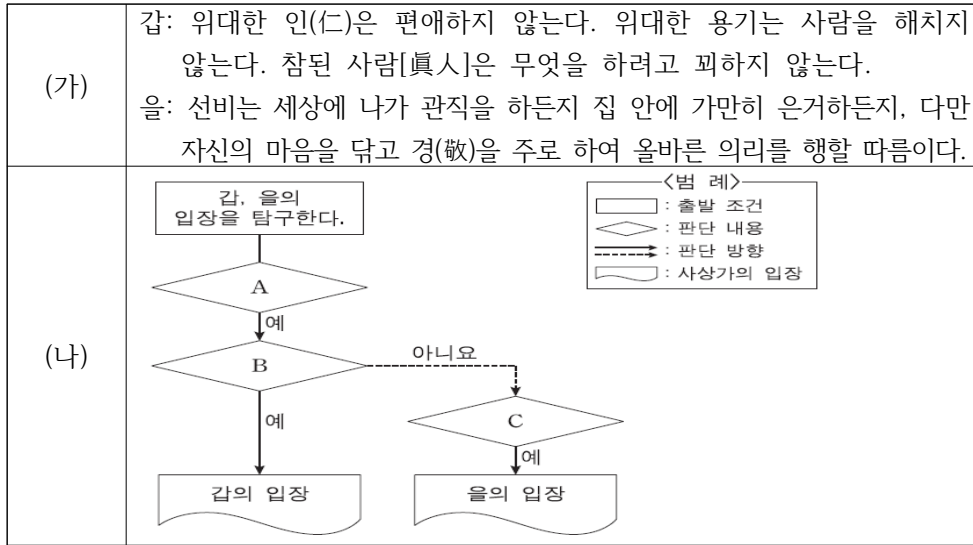 (가)
갑: 위대한 인(仁)은 편애하지 않는다. 위대한 용기는 사람을 해치지
않는다. 참된 사람[眞人]은 무엇을 하려고 꾀하지 않는다.
을: 선비는 세상에 나가 관직을 하든지 집 안에 가만히 은거하든지, 다만
자신의 마음을 닦고 경(敬)을 주로 하여 올바른 의리를 행할 따름이다.
(나)
갑, 을의
입장을 탐구한다.
<범 례>
: 출발 조건
: 판단 내용
: 판단 방향
: 사상가의 입장
A
예
B
아니요
예
C
예
갑의 입장
을의 입장